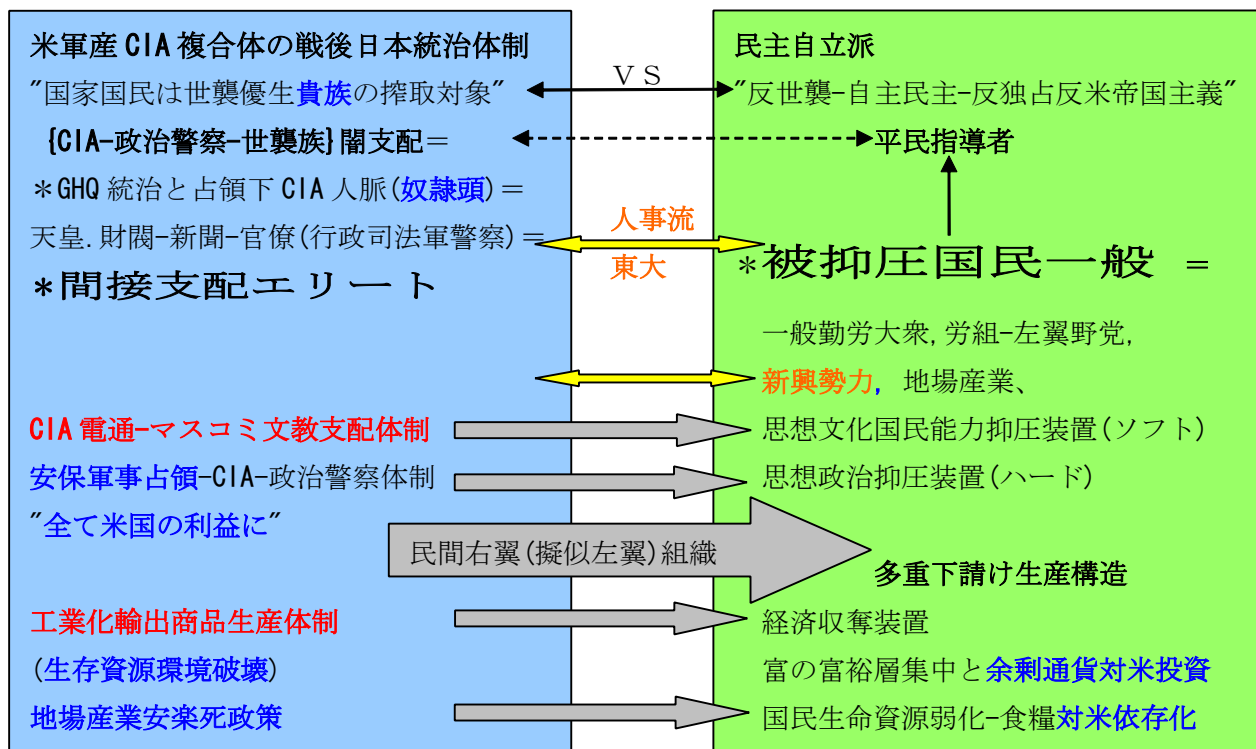 米軍産CIA複合体の戦後日本統治体制
"国家国民は世襲優生貴族の搾取対象"
{CIA-政治警察-世襲族}闇支配＝
＊GHQ統治と占領下CIA人脈(奴隷頭)＝
天皇.財閥-新聞-官僚(行政司法軍警察)＝
*間接支配エリート
CIA電通-マスコミ文教支配体制
安保軍事占領-CIA-政治警察体制
"全て米国の利益に"
工業化輸出商品生産体制
(生存資源環境破壊)
地場産業安楽死政策
ＶＳ
人事流
東大
民間右翼(擬似左翼)組織
民主自立派
"反世襲-自主民主-反独占反米帝国主義"
平民指導者
*被抑圧国民一般 ＝
一般勤労大衆,労組-左翼野党,
新興勢力, 地場産業、
思想文化国民能力抑圧装置(ソフト)
思想政治抑圧装置(ハード)
多重下請け生産構造
経済収奪装置
富の富裕層集中と余剰通貨対米投資
国民生命資源弱化-食糧対米依存化